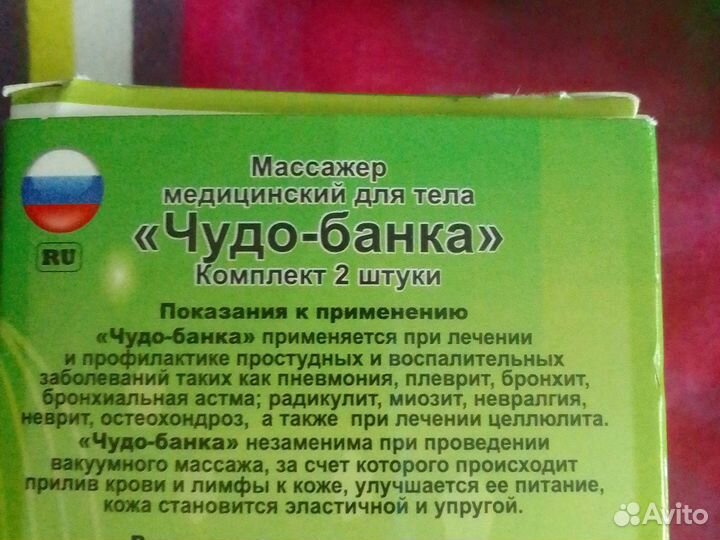 Массажер
медицинский для тела
«Чудо-банка»
RU
Комплект 2 штуки
Показания к применению
«Чудо-банка» применяется при лечении
и профилактике простудных и воспалительных
заболеваний таких как пневмония, плеврит, бронхит,
бронхиальная астма; радикулит, миозит, невралгия,
неврит, остеохондроз, а также при лечении целлюлита.
«Чудо-банка» незаменима при проведении
вакуумного массажа, за счет которого происходит
прилив крови и лимфы к коже, улучшается ее питание,
кожа становится эластичной и упругой.
Avito